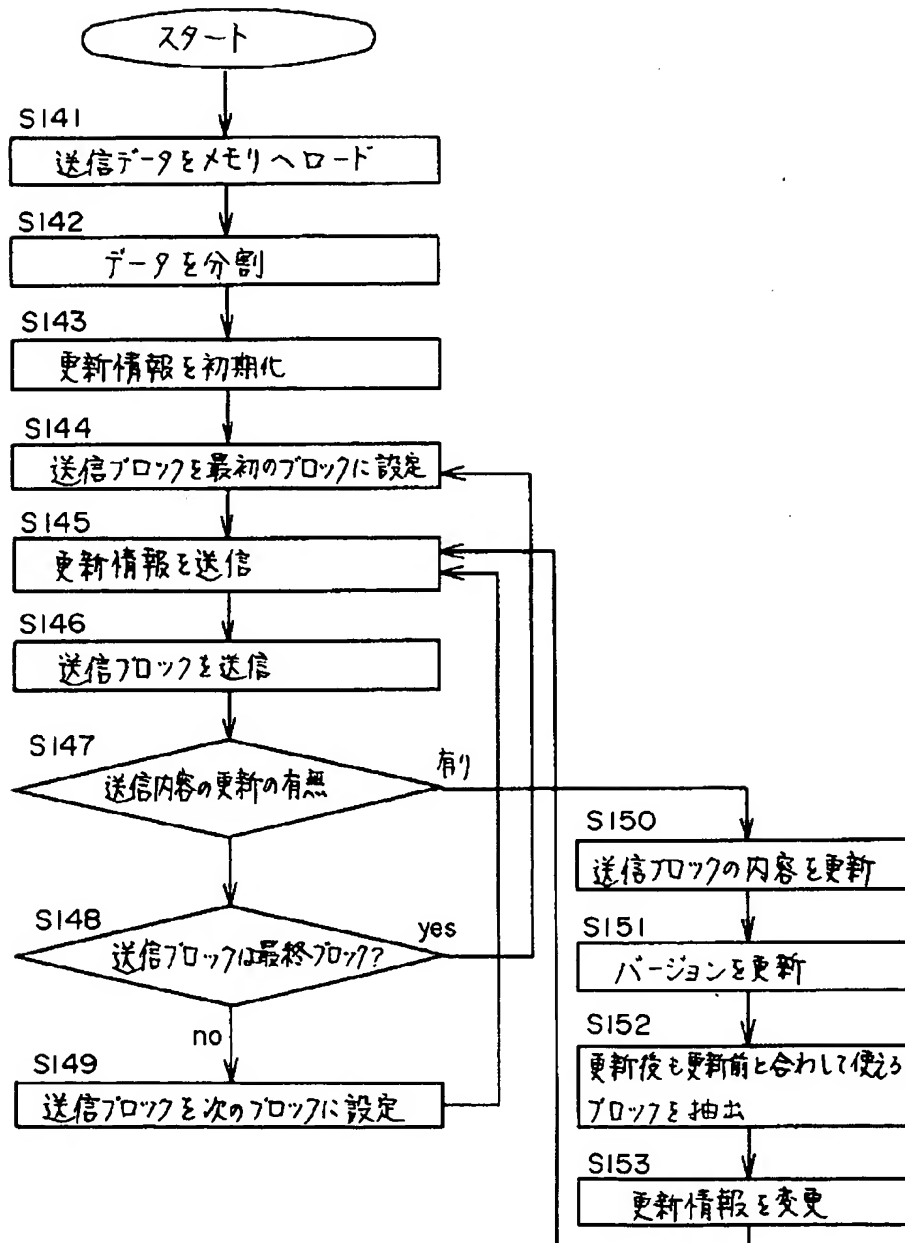 スタート
S141
送信データをメモリへロード
S142
データを分割
S143
更新情報を初期化
S144
送信ブロックを最初のブロックに設定
S145
更新情報を送信
S146
送信ブロックを送信
S147
送信内容の更新の有無
有り
S148
送信ブロックは最終ブロック?
yes
no
S149
送信ブロックを次のブロックに設定
S150
送信ブロックの内容を更新
S151
バージョンを更新
S152
更新後も更新前と合わして使える
ブロックを抽出
S153
更新情報を変更